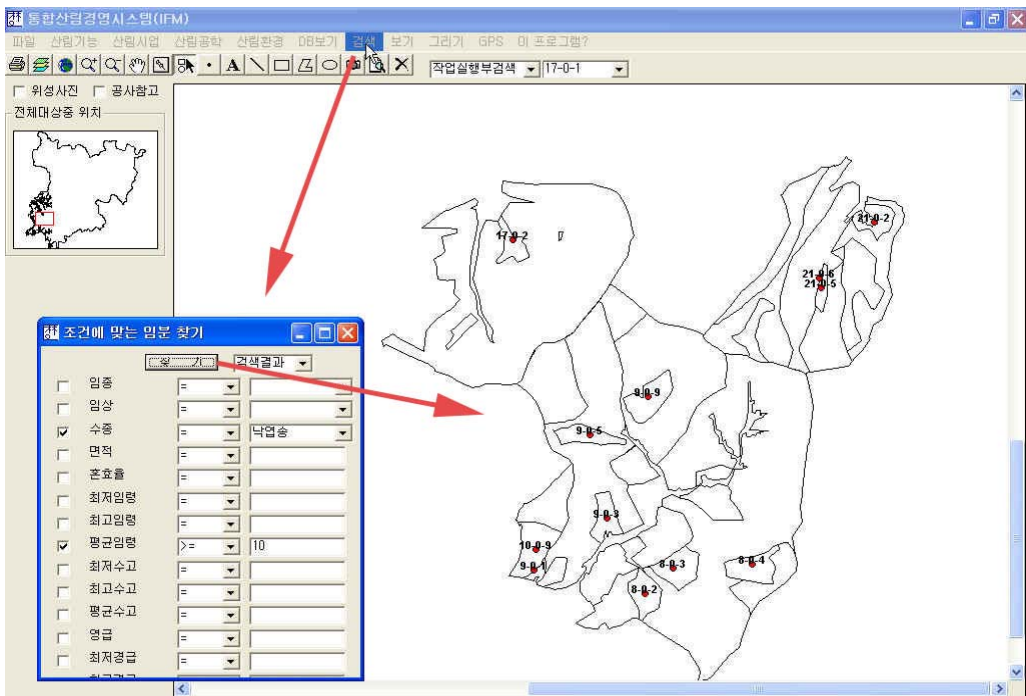 통합산림경영시스템(IFM)
파일 산림기능 산림사업 산림공학 산림환경 DB보기 검색 보기 그리기 GPS 이 프로그램?
A 작업실행부검색 17-0-1
위성사진 공사참고
전체대상중 위치
17-0-2
21-0-2
21-0-6
21-0-5
9-0-9
9-0-5
9-0-3
10-0-9
9-0-1
8-0-3
8-0-4
8-0-2
조건에 맞는 임분 찾기
찾 기 검색결과
임종 =
임상 =
수종 = 낙엽송
면적 =
혼효율 =
최저임령 =
최고임령 =
평균임령 >= 10
최저수고 =
최고수고 =
평균수고 =
영급 =
최저경급 =